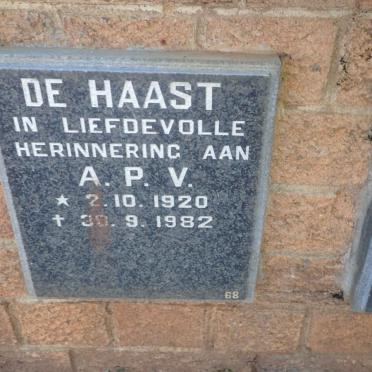 DE HAAST
IN LIEFDEVOLLE
HERINNERING AAN
A. P. V.
★ 2. 10. 1920
✝ 30. 9. 1982
68